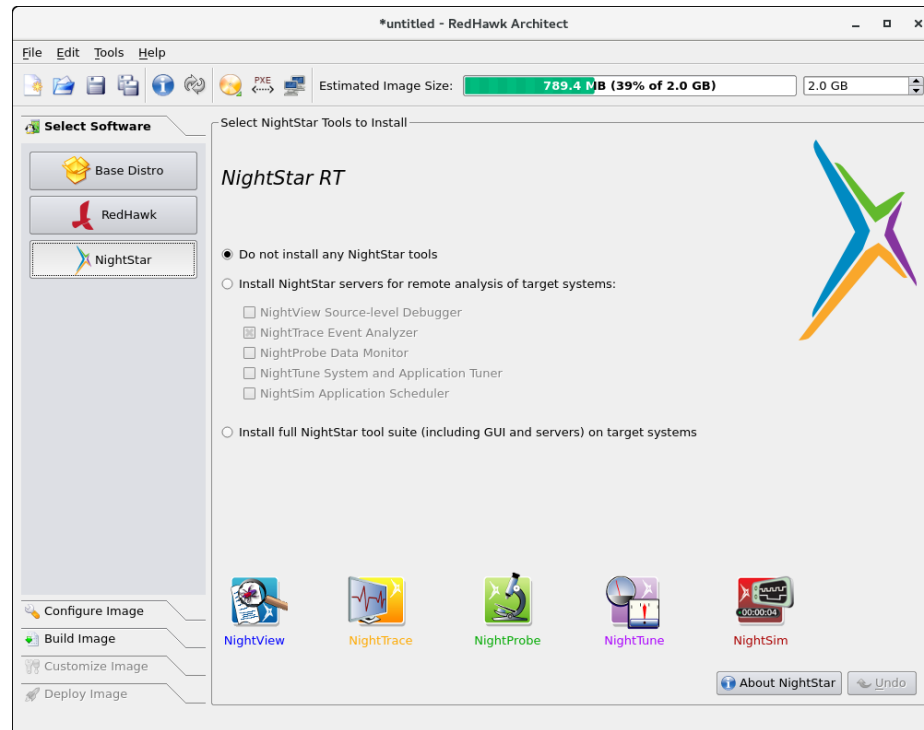 *untitled - RedHawk Architect
File Edit Tools Help
PXE
Estimated Image Size: 789.4 MB (39% of 2.0 GB) 2.0 GB
Select Software
Base Distro
RedHawk
NightStar
Configure Image
Build Image
Customize Image
Deploy Image
Select NightStar Tools to Install
NightStar RT
Do not install any NightStar tools
Install NightStar servers for remote analysis of target systems:
NightView Source-level Debugger
NightTrace Event Analyzer
NightProbe Data Monitor
NightTune System and Application Tuner
NightSim Application Scheduler
Install full NightStar tool suite (including GUI and servers) on target systems
-00:00:04
NightView NightTrace NightProbe NightTune NightSim
About NightStar Undo